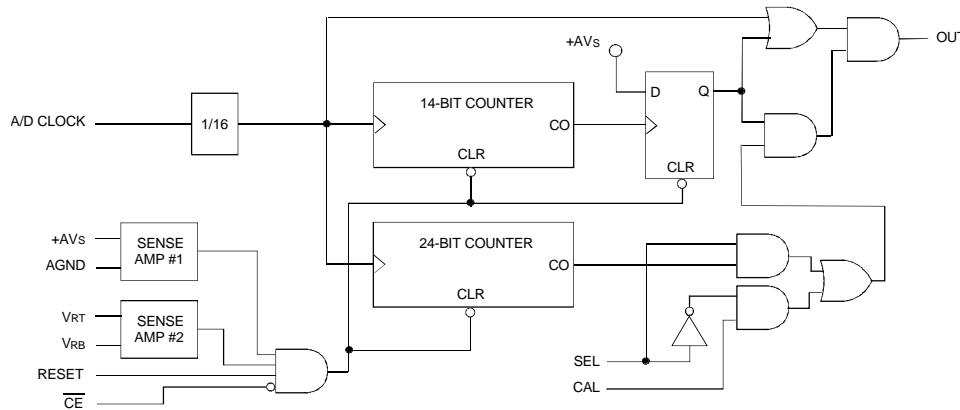 +AVs
OUT
14-BIT COUNTER
D
Q
A/D CLOCK
1/16
CO
CLR
CLR
+AVs
SENSE
AMP #1
AGND
24-BIT COUNTER
CO
CLR
VRT
SENSE
AMP #2
VRB
SEL
RESET
CAL
CE